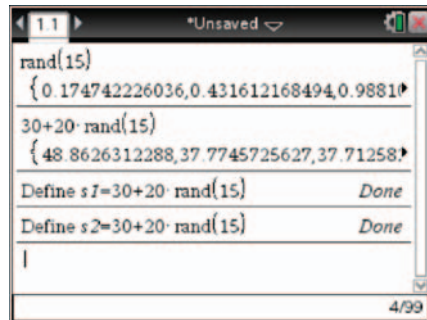 1.1 *Unsaved
rand(15)
{0.174742226036,0.431612168494,0.9881
30+20· rand(15)
{48.8626312288,37.7745725627,37.7125
Define s1=30+20· rand(15) Done
Define s2=30+20· rand(15) Done
4/99